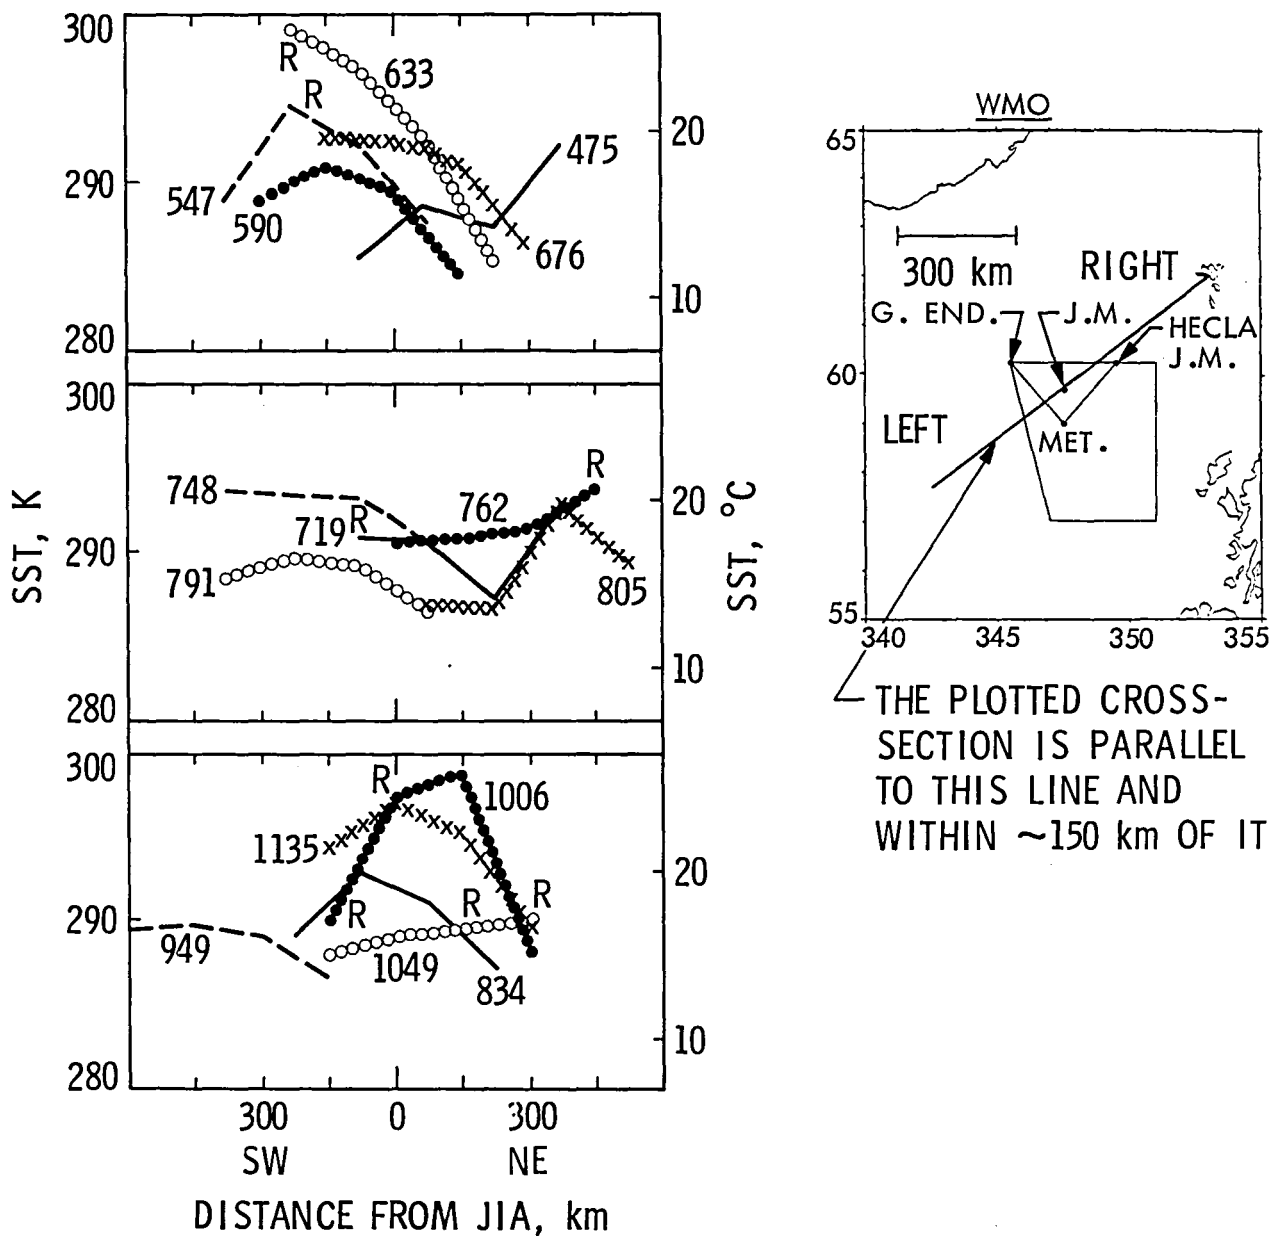 300
290
280
R
R
633
547
590
475
676
20
10
300
290
280
748
719
R
762
R
791
805
20
10
SST, K
SST, °C
300
290
280
R
1006
1135
R
R
R
949
1049
834
20
10
300
0
300
SW
NE
DISTANCE FROM JIA, km
WMO
65
60
55
300 km
RIGHT
G. END.
J.M.
HECLA
J.M.
LEFT
MET.
340
345
350
355
THE PLOTTED CROSS-
SECTION IS PARALLEL
TO THIS LINE AND
WITHIN ~150 km OF IT